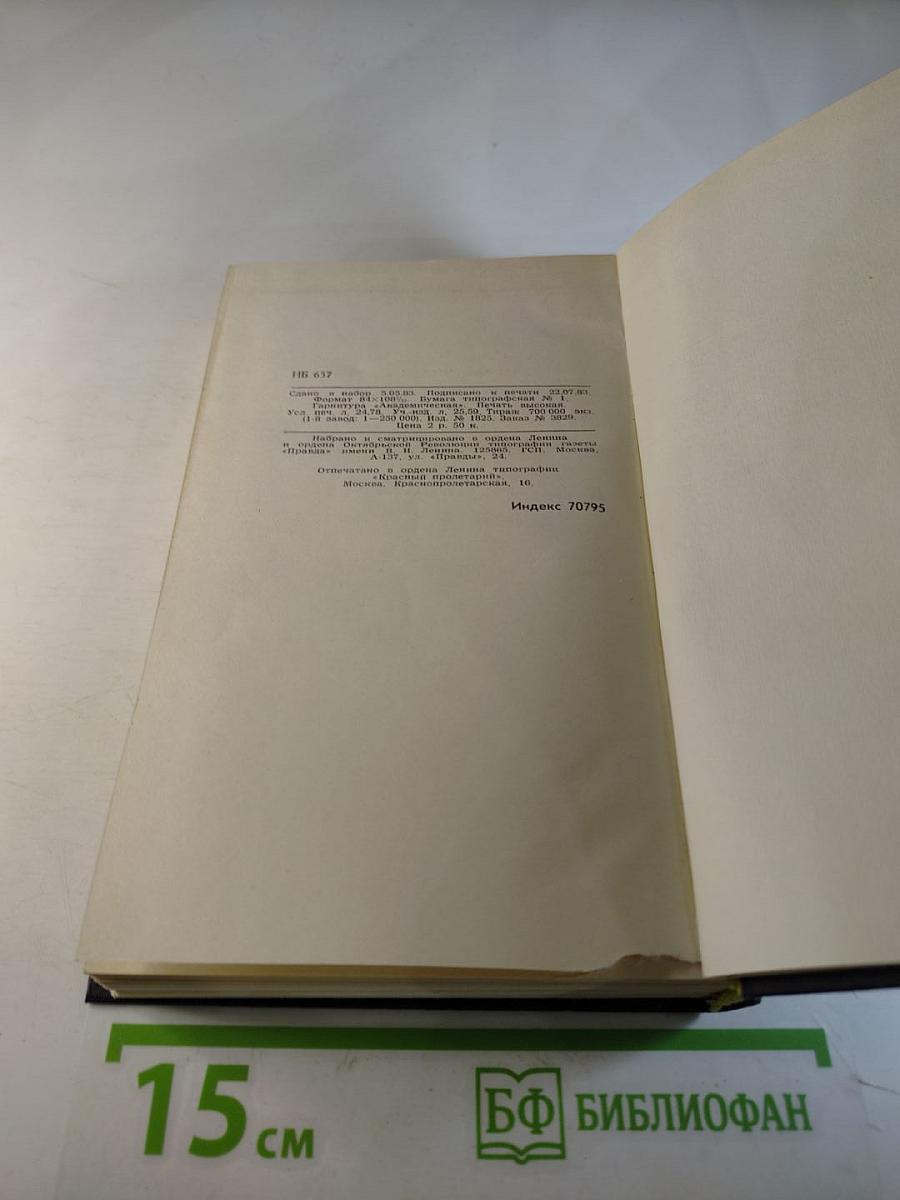 ИБ 637
Сдано в набор 5.05.83. Подписано к печати 22.07.83.
Формат 84×108¹/₃₂. Бумага типографская № 1.
Гарнитура «Академическая». Печать высокая.
Усл. печ. л. 24,78. Уч.-изд. л. 25,59. Тираж 700 000 экз.
(1-й завод: 1—250 000). Изд. № 1825. Заказ № 3829.
Цена 2 р. 50 к.
Набрано и сматрицировано в ордена Ленина
и ордена Октябрьской Революции типографии газеты
«Правда» имени В. И. Ленина. 125865, ГСП, Москва,
А-137, ул. «Правды», 24.
Отпечатано в ордена Ленина типографии
«Красный пролетарий».
Москва, Краснопролетарская, 16.
Индекс 70795
15 см
БФ БИБЛИОФАН